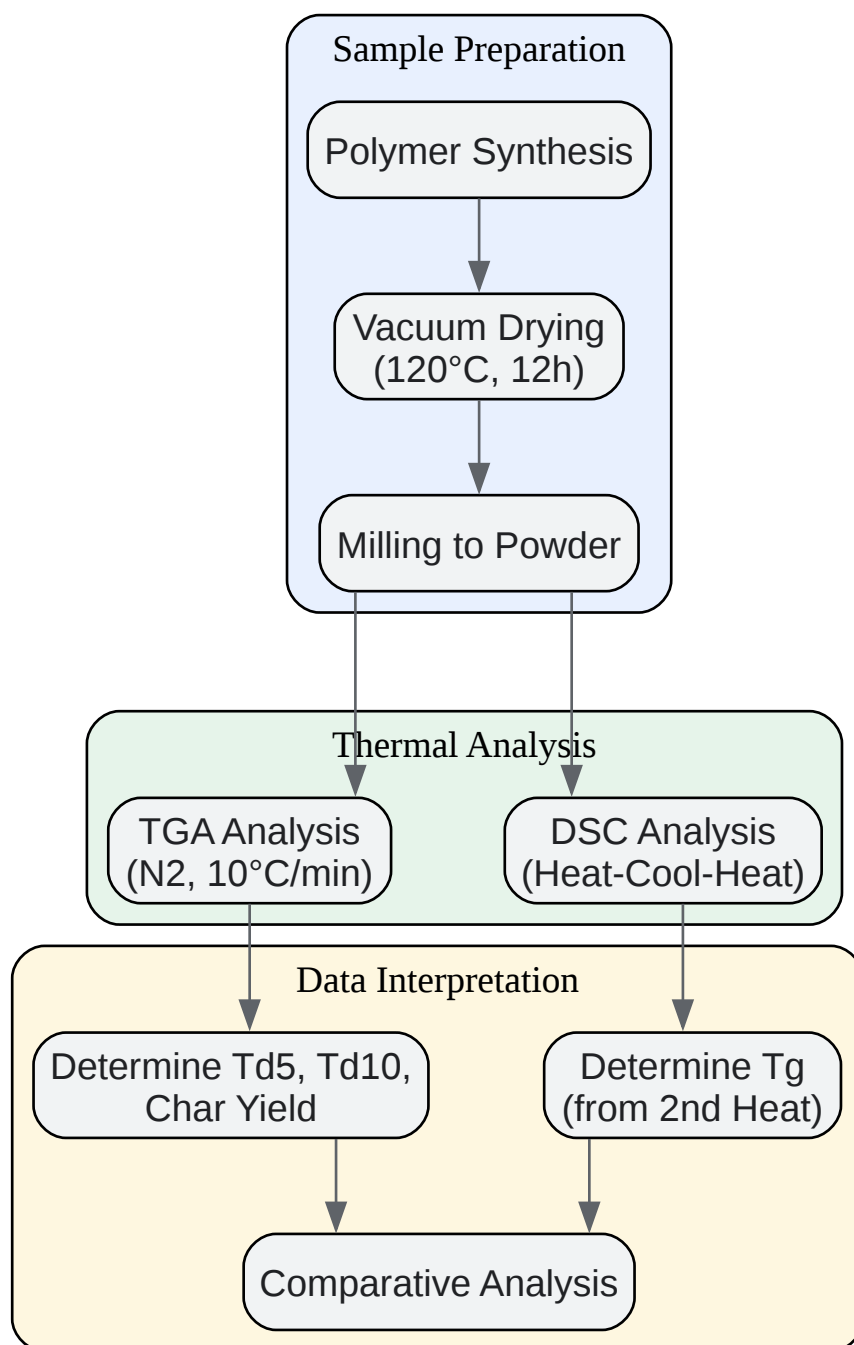 Sample Preparation
Polymer Synthesis
Vacuum Drying
(120°C, 12h)
Milling to Powder
Thermal Analysis
TGA Analysis
(N2, 10°C/min)
DSC Analysis
(Heat-Cool-Heat)
Data Interpretation
Determine Td5, Td10,
Char Yield
Determine Tg
(from 2nd Heat)
Comparative Analysis